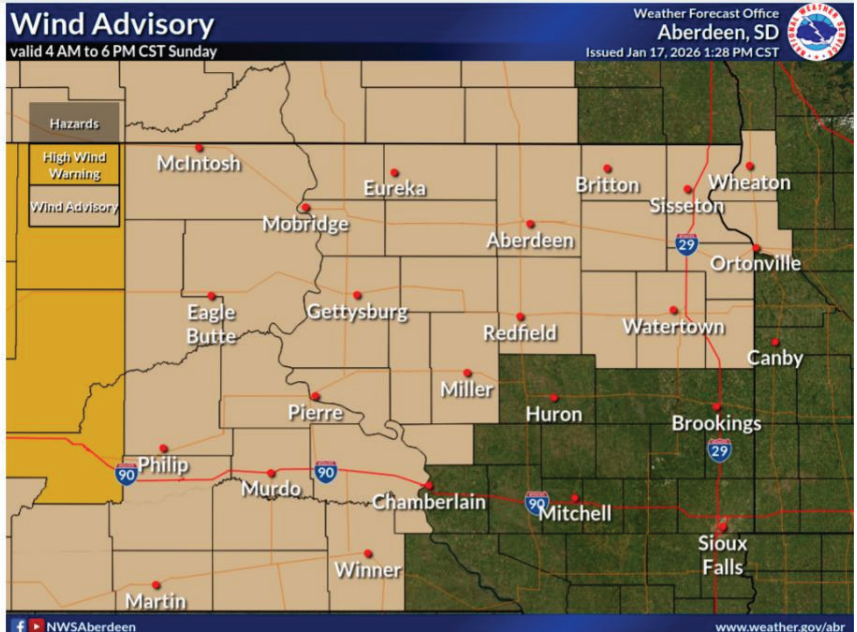 Wind Advisory
valid 4 AM to 6 PM CST Sunday
Weather Forecast Office
Aberdeen, SD
Issued Jan 17, 2026 1:28 PM CST
NATIONAL WEATHER SERVICE
Hazards
High Wind
Warning
Wind Advisory
McIntosh
Eureka
Britton
Sisseton
Wheaton
Mobridge
Aberdeen
29
Ortonville
Eagle
Butte
Gettysburg
Redfield
Watertown
Canby
Miller
Pierre
Huron
Brookings
29
Philip
90
Murdo
90
Chamberlain
90
Mitchell
Sioux
Falls
Winner
Martin
NWSAberdeen
www.weather.gov/abr